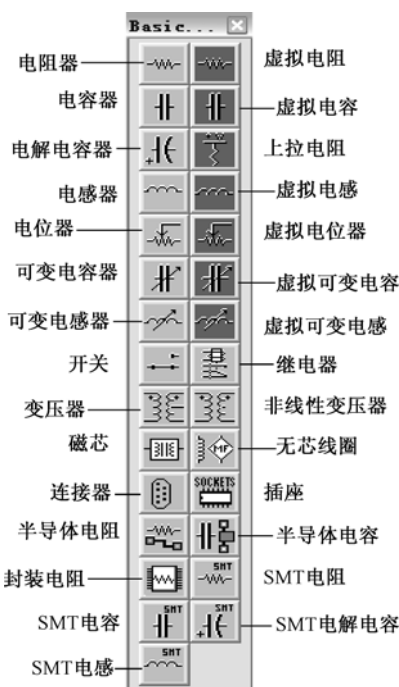 Basic...
电阻器 虚拟电阻
电容器 虚拟电容
电解电容器 上拉电阻
电感器 虚拟电感
电位器 虚拟电位器
可变电容器 虚拟可变电容
可变电感器 虚拟可变电感
开关 继电器
变压器 非线性变压器
磁芯 MF 无芯线圈
连接器 SOCKETS 插座
半导体电阻 半导体电容
封装电阻 SMT SMT电阻
SMT电容 SMT SMT SMT电解电容
SMT电感 SMT